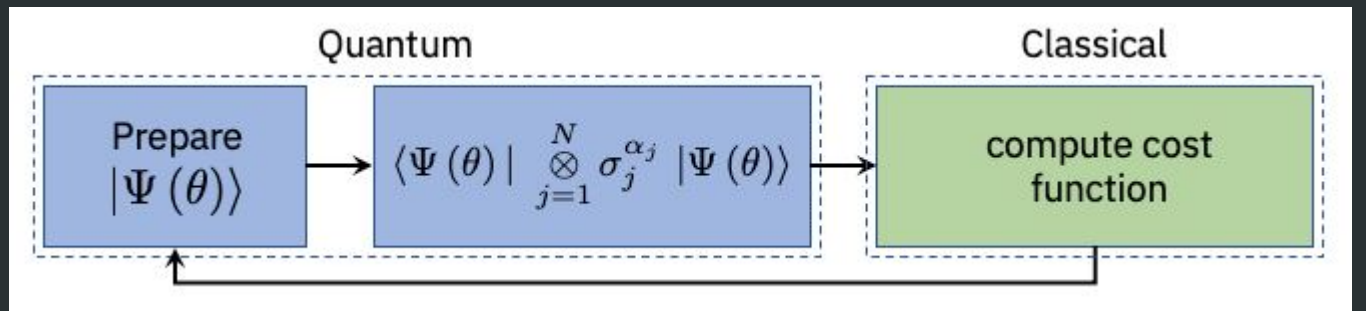 Quantum
Classical
Prepare
|Ψ (θ)⟩
⟨Ψ (θ)| ⊗_{j=1}^{N} σ_j^{α_j} |Ψ (θ)⟩
compute cost
function